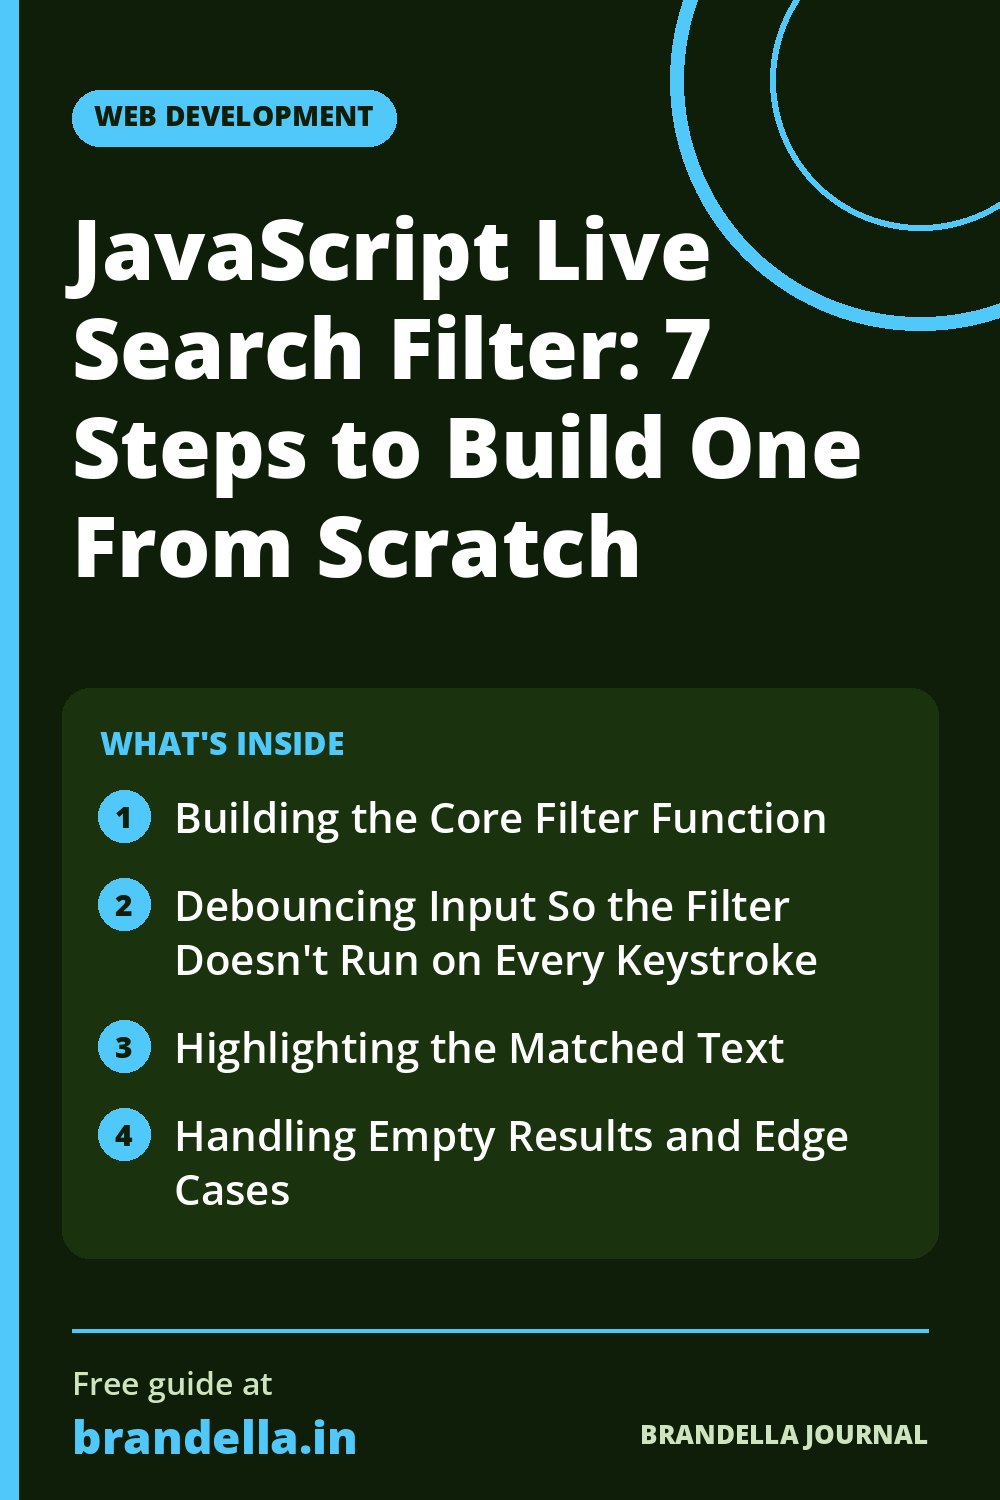 WEB DEVELOPMENT
JavaScript Live
Search Filter: 7
Steps to Build One
From Scratch
WHAT'S INSIDE
1 Building the Core Filter Function
2 Debouncing Input So the Filter
Doesn't Run on Every Keystroke
3 Highlighting the Matched Text
4 Handling Empty Results and Edge
Cases
Free guide at
brandella.in
BRANDELLA JOURNAL